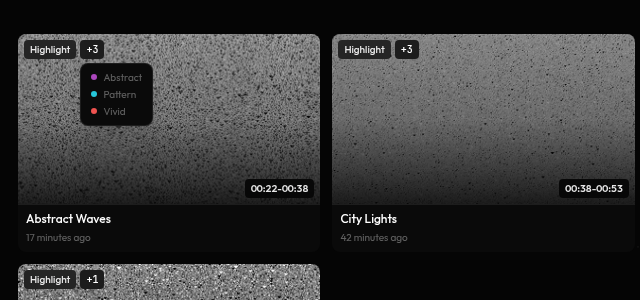 Highlight +3
Abstract
Pattern
Vivid
00:22-00:38
Abstract Waves
17 minutes ago
Highlight +3
00:38-00:53
City Lights
42 minutes ago
Highlight +1